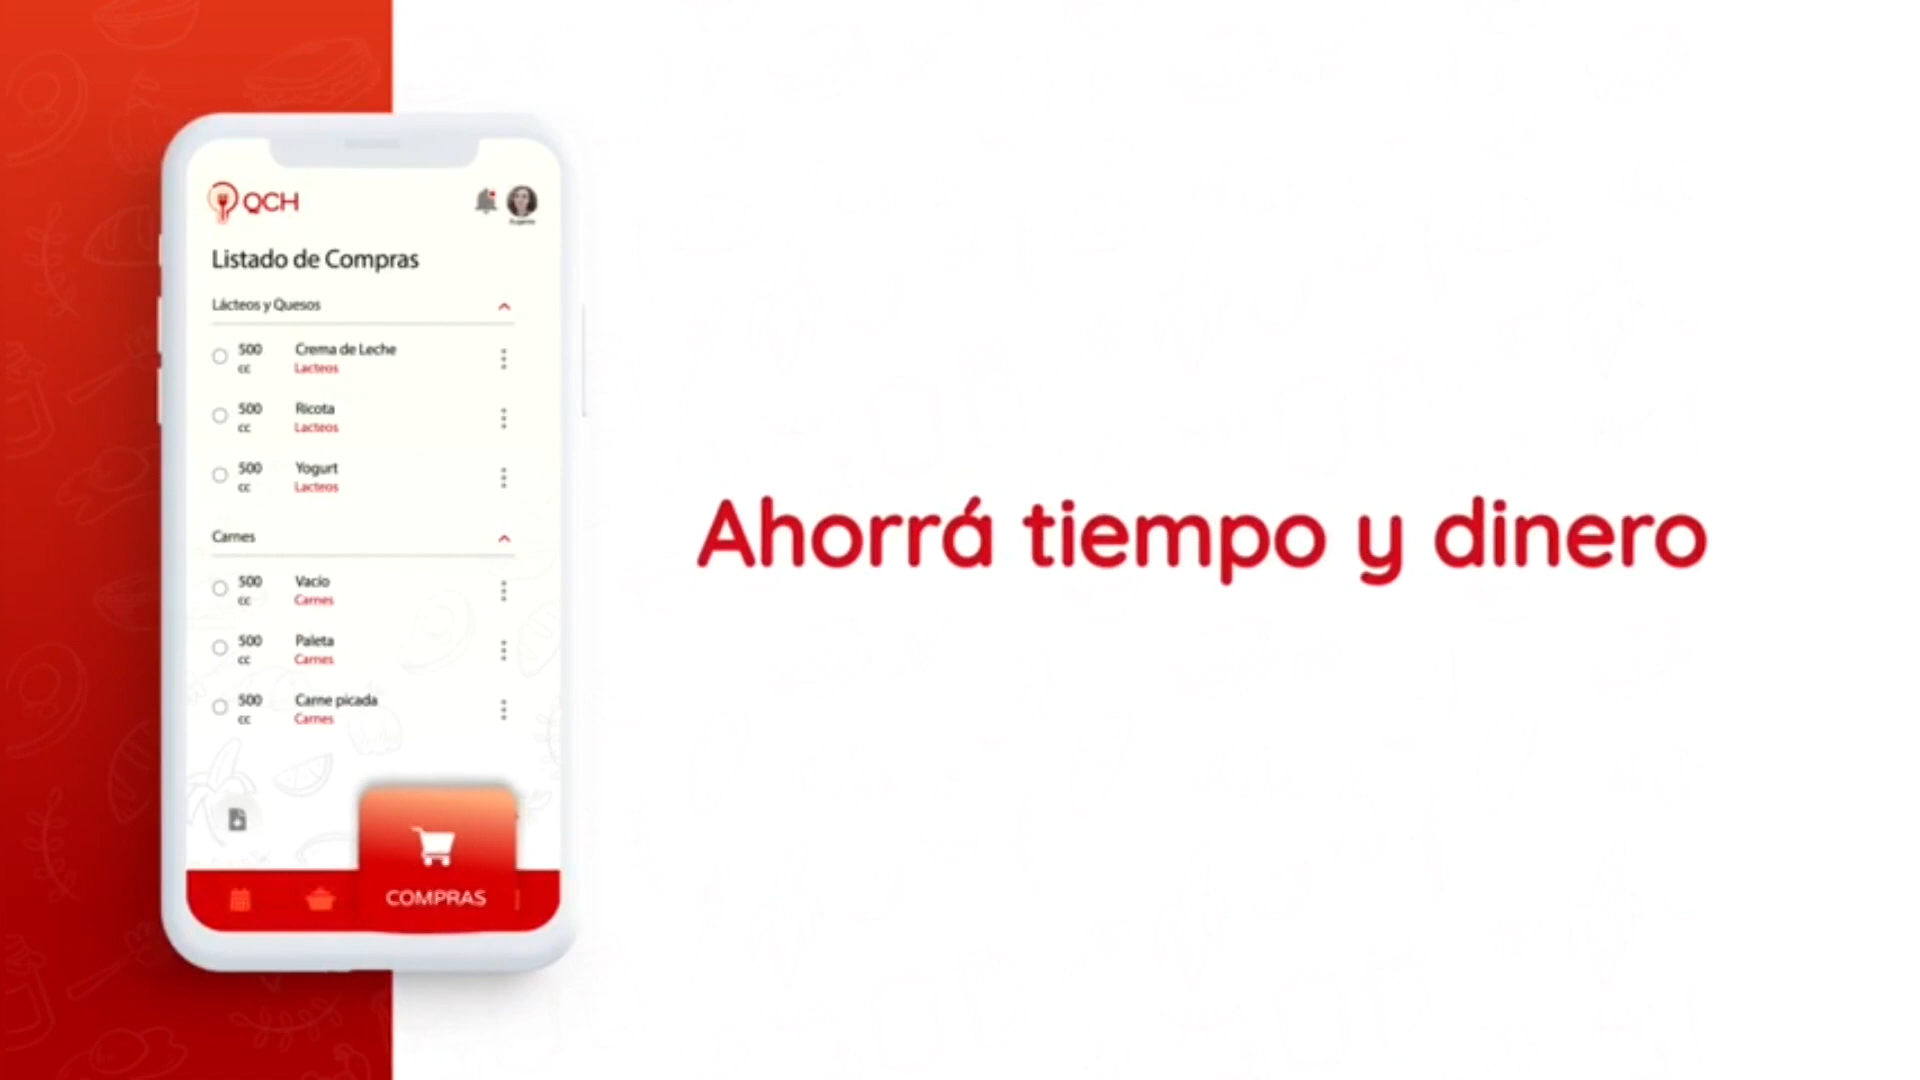 QCH
Listado de Compras
Lácteos y Quesos
500 Crema de Leche
cc Lacteos
500 Ricota
cc Lacteos
500 Yogurt
cc Lacteos
Carnes
500 Vacío
cc Carnes
500 Paleta
cc Carnes
500 Carne picada
cc Carnes
COMPRAS
Ahorrá tiempo y dinero